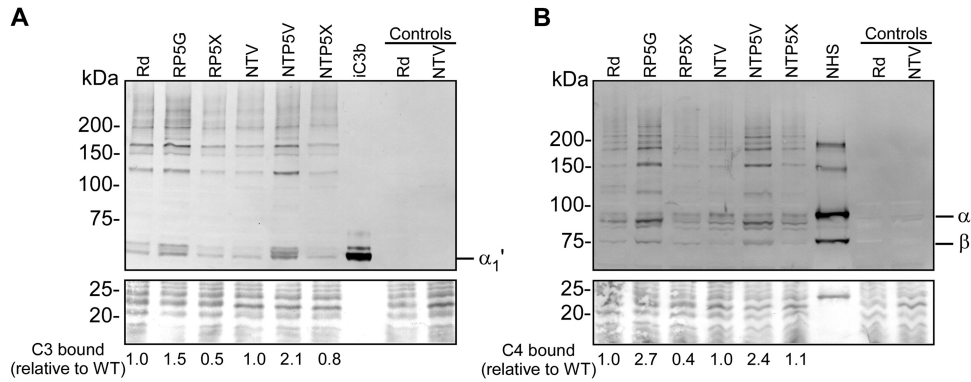 A
Rd RP5G RP5X NTV NTP5V NTP5X iC3b Controls Rd NTV
kDa
200-
150-
100-
75-
α1'
25-
20-
C3 bound
(relative to WT) 1.0 1.5 0.5 1.0 2.1 0.8
B
Rd RP5G RP5X NTV NTP5V NTP5X NHS Controls Rd NTV
kDa
200-
150-
100-
75-
α
β
25-
20-
C4 bound
(relative to WT) 1.0 2.7 0.4 1.0 2.4 1.1